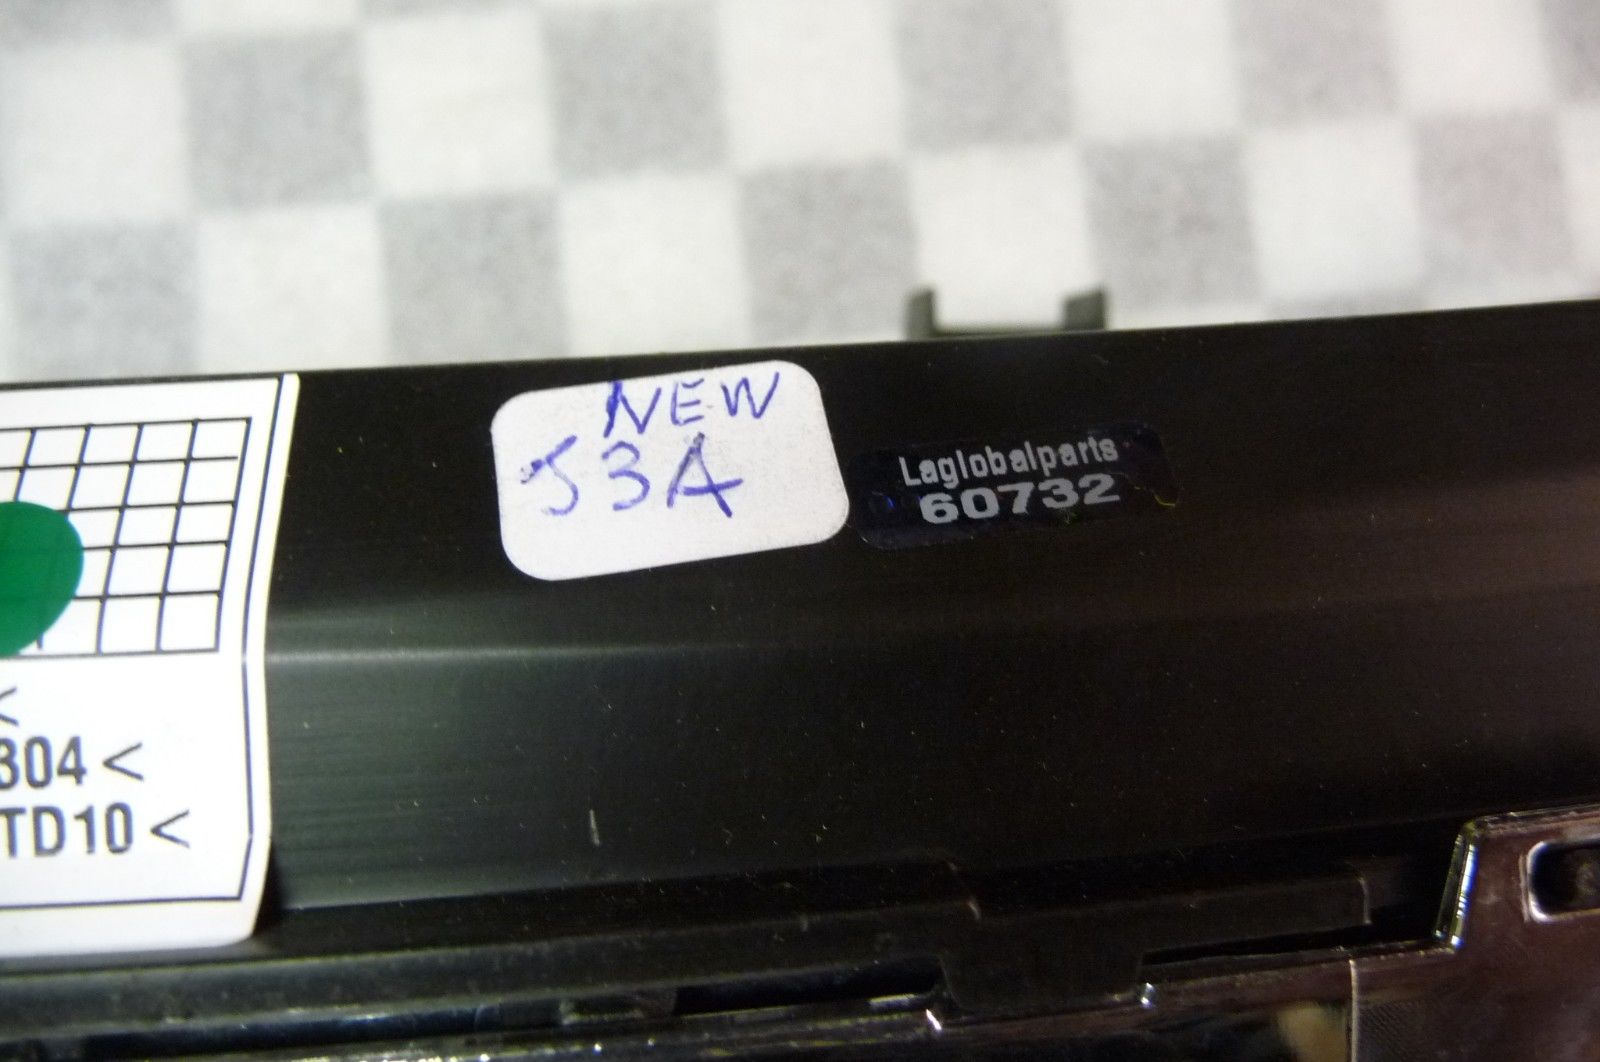 NEW
53A
Laglobalparts
60732
<
304 <
TD10 <